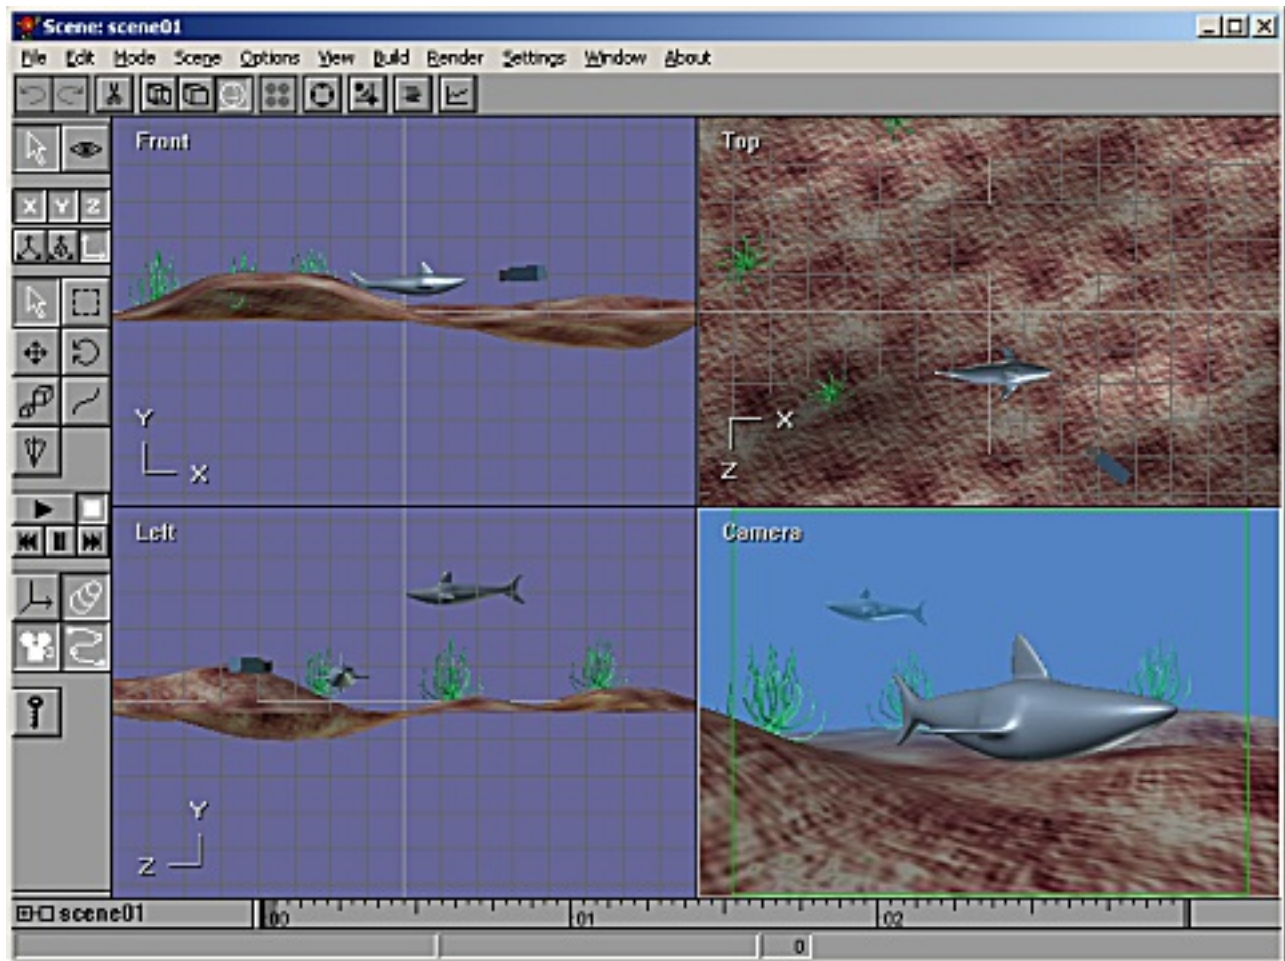 Scene: scene01
File Edit Mode Scene Options View Build Render Settings Window About
Front
Top
X Y Z
Y
X
X
Z
Left
Camera
Y
Z
scene01
00 01 02
0